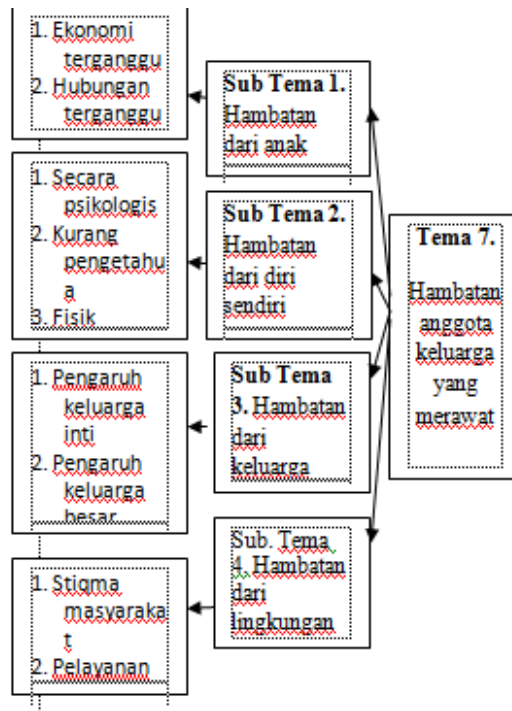 1. Ekonomi
terganggu
2. Hubungan
terganggu
Sub Tema 1.
Hambatan
dari anak
1. Secara
psikologis
2. Kurang
pengetahu
a
3. Fisik
Sub Tema 2.
Hambatan
dari diri
sendiri
Tema 7.
Hambatan
anggota
keluarga
yang
merawat
1. Pengaruh
keluarga
inti
2. Pengaruh
keluarga
besar
Sub Tema
3. Hambatan
dari
keluarga
1. Stigma
masyaraka
t
2. Pelayanan
Sub. Tema
4. Hambatan
dari
lingkungan